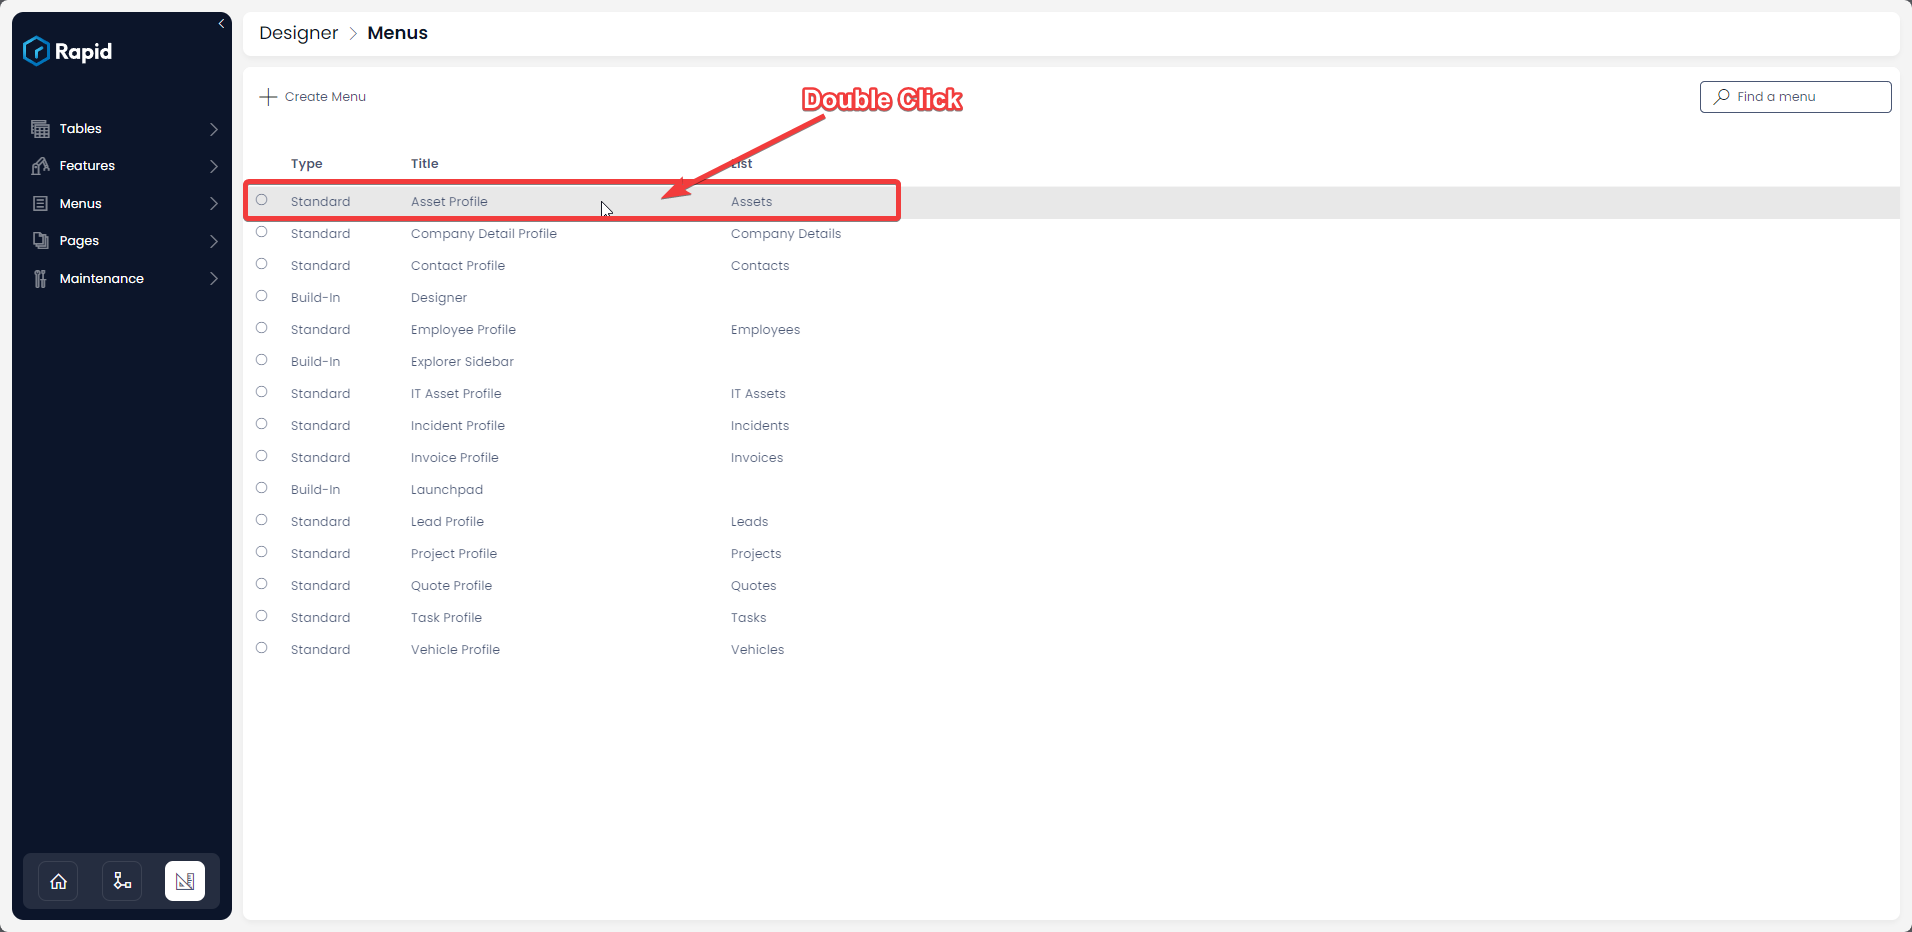 Rapid
Designer > Menus
Create Menu
Double Click
Find a menu
Tables
Features
Menus
Pages
Maintenance
Type Title List
Standard Asset Profile Assets
Standard Company Detail Profile Company Details
Standard Contact Profile Contacts
Build-In Designer
Standard Employee Profile Employees
Build-In Explorer Sidebar
Standard IT Asset Profile IT Assets
Standard Incident Profile Incidents
Standard Invoice Profile Invoices
Build-In Launchpad
Standard Lead Profile Leads
Standard Project Profile Projects
Standard Quote Profile Quotes
Standard Task Profile Tasks
Standard Vehicle Profile Vehicles